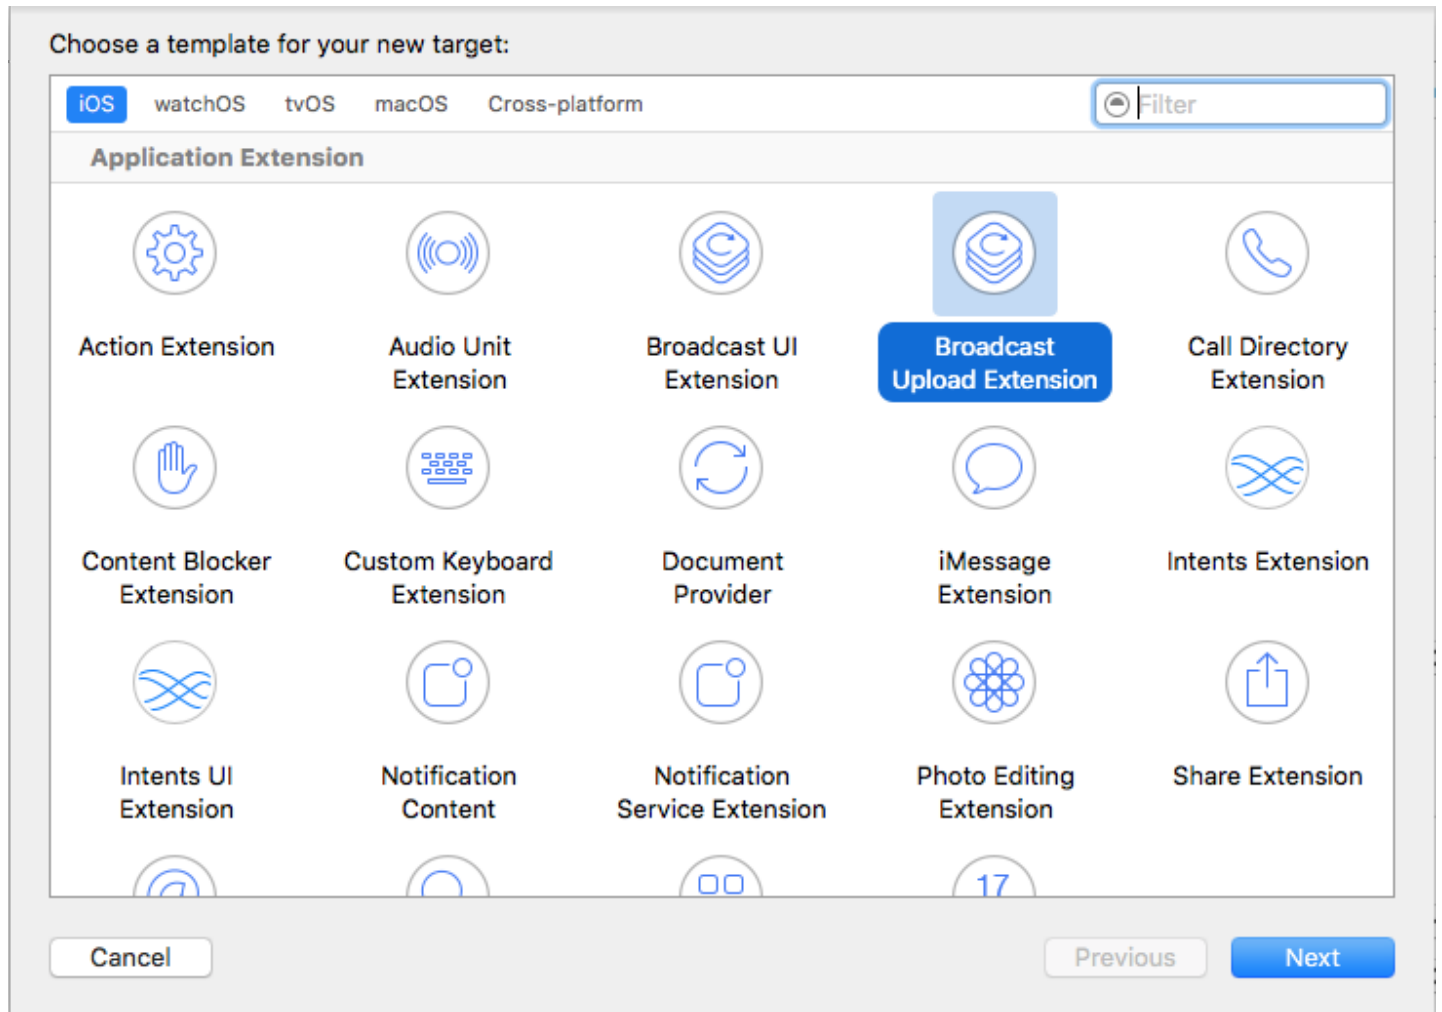 Choose a template for your new target:
iOS watchOS tvOS macOS Cross-platform Filter
Application Extension
Action Extension Audio Unit Broadcast UI Broadcast Call Directory
Extension Extension Upload Extension Extension
Content Blocker Custom Keyboard Document iMessage Intents Extension
Extension Extension Provider Extension
Intents UI Notification Notification Photo Editing Share Extension
Extension Content Service Extension Extension
17
Cancel Previous Next